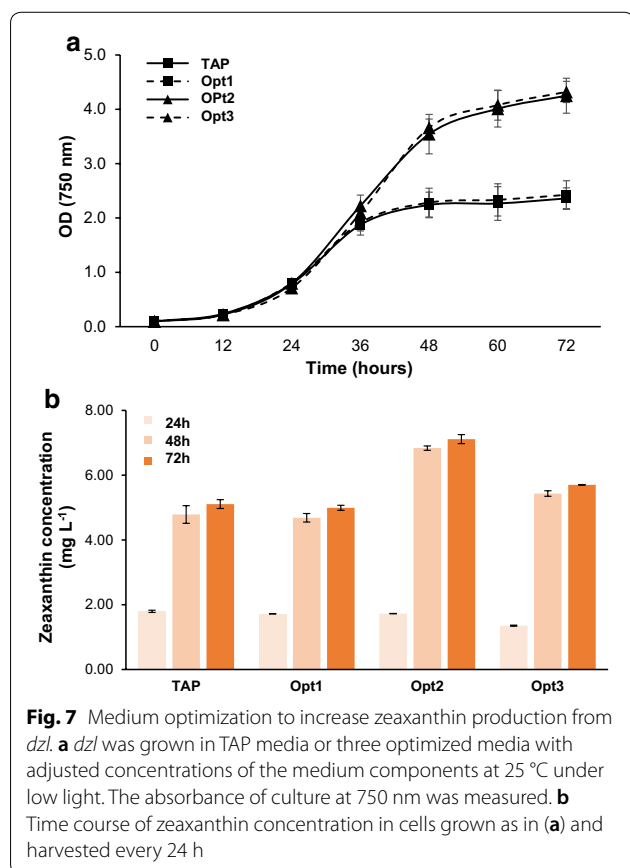 a
TAP
Opt1
OPt2
Opt3
OD (750 nm)
5.0
4.0
3.0
2.0
1.0
0.0
0 12 24 36 48 60 72
Time (hours)
b
24h
48h
72h
Zeaxanthin concentration
(mg L-1)
8.00
6.00
4.00
2.00
0.00
TAP Opt1 Opt2 Opt3
Fig. 7 Medium optimization to increase zeaxanthin production from
dzl. a dzl was grown in TAP media or three optimized media with
adjusted concentrations of the medium components at 25 °C under
low light. The absorbance of culture at 750 nm was measured. b
Time course of zeaxanthin concentration in cells grown as in (a) and
harvested every 24 h